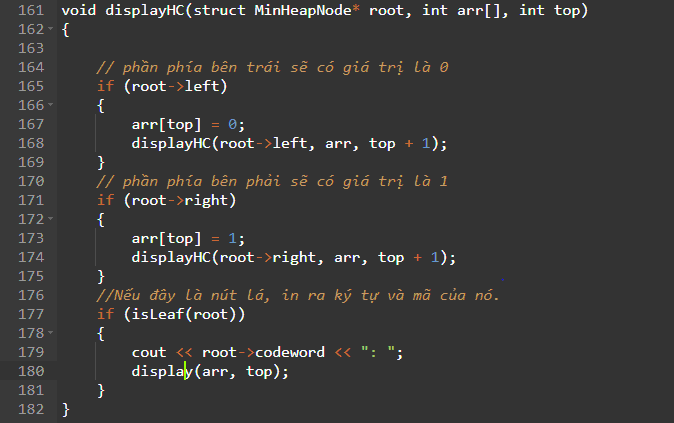 161 void displayHC(struct MinHeapNode* root, int arr[], int top)
162 {
163
164 // phần phía bên trái sẽ có giá trị là 0
165 if (root->left)
166 {
167 arr[top] = 0;
168 displayHC(root->left, arr, top + 1);
169 }
170 // phần phía bên phải sẽ có giá trị là 1
171 if (root->right)
172 {
173 arr[top] = 1;
174 displayHC(root->right, arr, top + 1);
175 }
176 //Nếu đây là nút lá, in ra ký tự và mã của nó.
177 if (isLeaf(root))
178 {
179 cout << root->codeword << ": ";
180 display(arr, top);
181 }
182 }